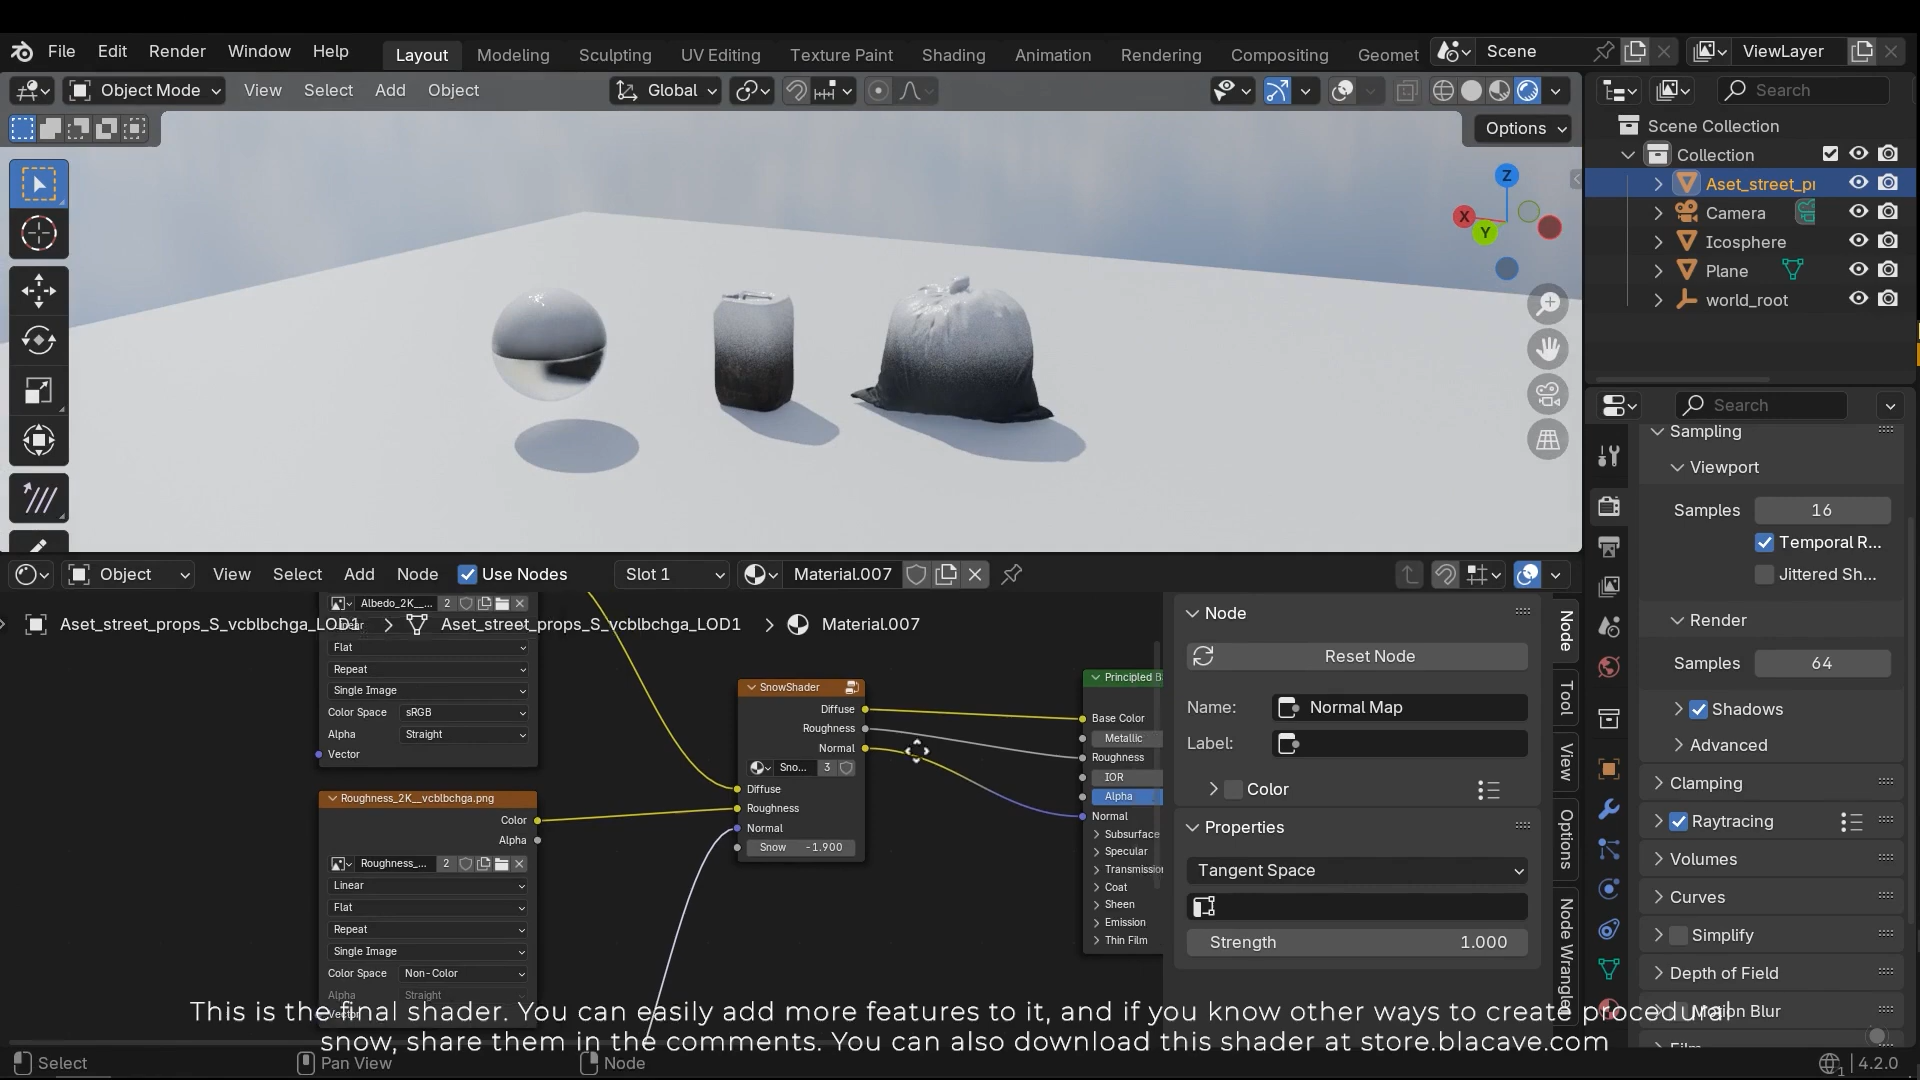 File Edit Render Window Help Layout Modeling Sculpting UV Editing Texture Paint Shading Animation Rendering Compositing Geomet Scene ViewLayer
Object Mode View Select Add Object Global Search
Options
Scene Collection
Collection
Aset_street_pr
Camera
Icosphere
Plane
world_root
Z
X
Y
Search
Sampling
Viewport
Samples 16
Temporal R...
Jittered Sh...
Render
Samples 64
Shadows
Advanced
Clamping
Raytracing
Volumes
Curves
Simplify
Depth of Field
Motion Blur
Object View Select Add Node Use Nodes Slot 1 Material.007
Albedo_2K__... 2
Aset_street_props_S_vcblbchga_LOD1 Aset_street_props_S_vcblbchga_LOD1 Material.007
Linear
Flat
Repeat
Single Image
Color Space sRGB
Alpha Straight
Vector
Roughness_2K__vcblbchga.png
Color
Alpha
Roughness_... 2
Linear
Flat
Repeat
Single Image
Color Space Non-Color
Alpha Straight
Vector
SnowShader
Diffuse
Roughness
Normal
Sno... 3
Diffuse
Roughness
Normal
Snow -1.900
Principled B
Base Color
Metallic
Roughness
IOR
Alpha
Normal
Subsurface
Specular
Transmission
Coat
Sheen
Emission
Thin Film
Node
Reset Node
Name: Normal Map
Label:
Color
Properties
Tangent Space
Strength 1.000
Node
Tool
View
Options
Node Wrangler
This is the final shader. You can easily add more features to it, and if you know other ways to create procedural
snow, share them in the comments. You can also download this shader at store.blacave.com
Select Pan View Node 4.2.0